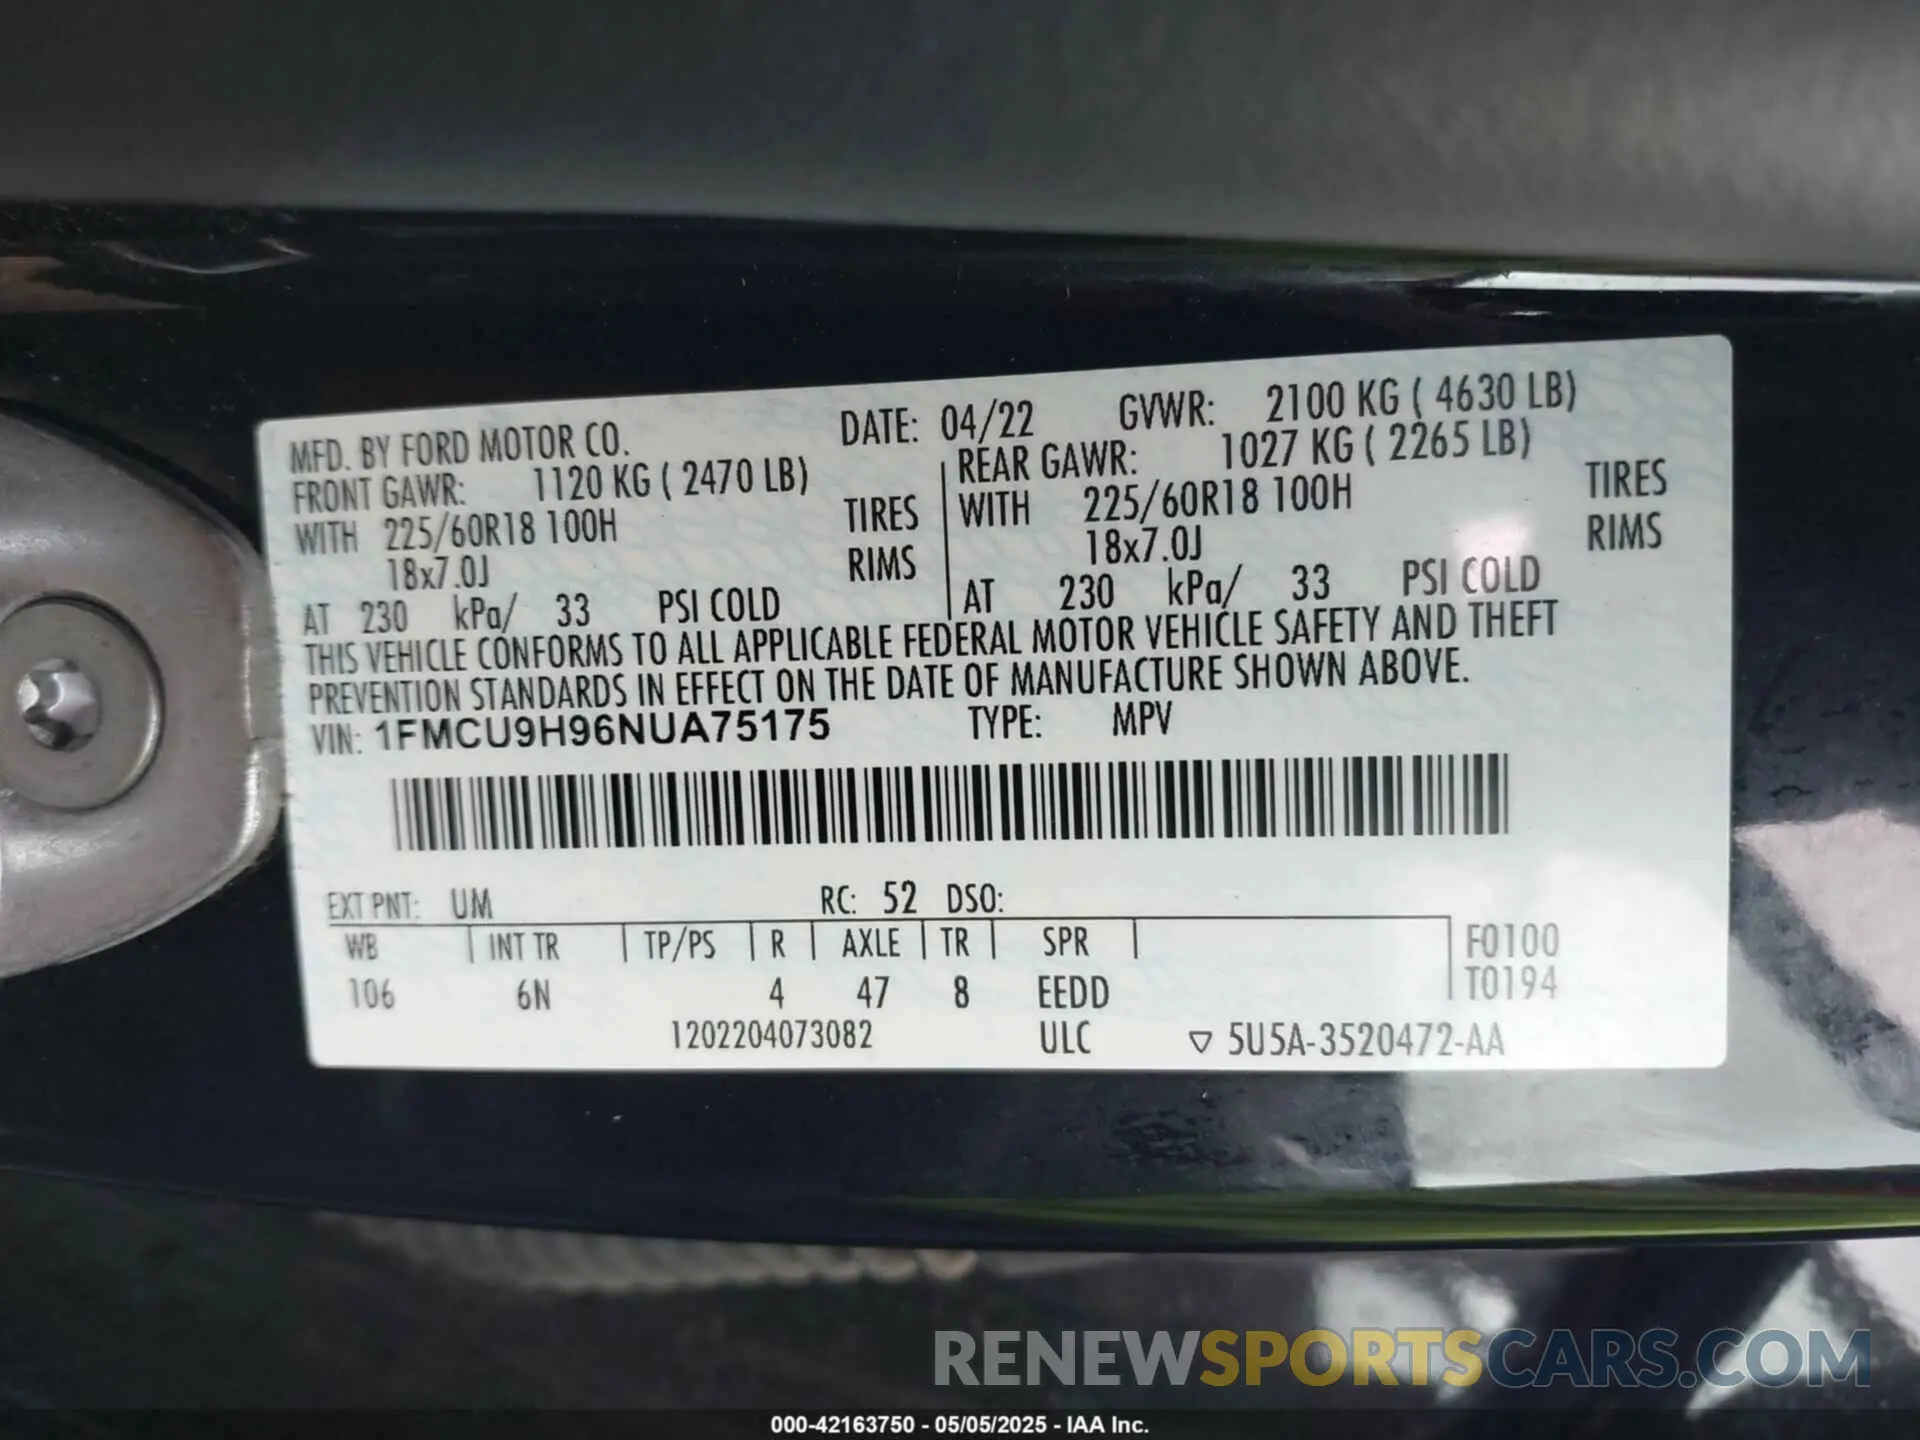 MFD. BY FORD MOTOR CO. DATE: 04/22 GVWR: 2100 KG ( 4630 LB)
FRONT GAWR: 1120 KG ( 2470 LB) REAR GAWR: 1027 KG ( 2265 LB)
WITH 225/60R18 100H TIRES WITH 225/60R18 100H TIRES
18x7.0J RIMS 18x7.0J RIMS
AT 230 kPa/ 33 PSI COLD AT 230 kPa/ 33 PSI COLD
THIS VEHICLE CONFORMS TO ALL APPLICABLE FEDERAL MOTOR VEHICLE SAFETY AND THEFT
PREVENTION STANDARDS IN EFFECT ON THE DATE OF MANUFACTURE SHOWN ABOVE.
VIN: 1FMCU9H96NUA75175 TYPE: MPV
EXT PNT: UM RC: 52 DSO:
WB INT TR TP/PS R AXLE TR SPR F0100
106 6N 4 47 8 EEDD T0194
1202204073082 ULC ▽ 5U5A-3520472-AA
RENEWSPORTSCARS.COM
000-42163750 - 05/05/2025 - IAA Inc.